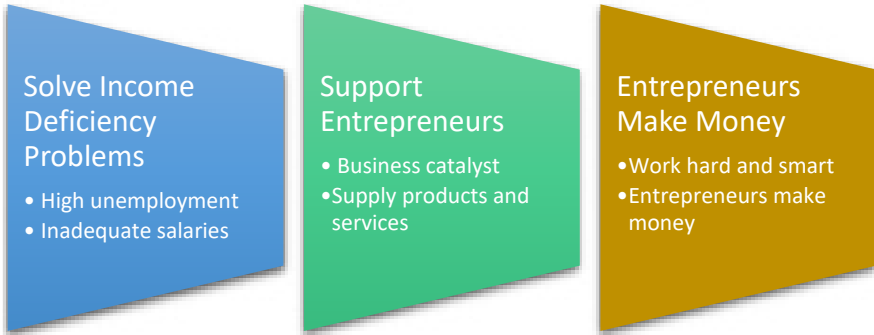 Solve Income
Deficiency
Problems
• High unemployment
• Inadequate salaries
Support
Entrepreneurs
• Business catalyst
•Supply products and
services
Entrepreneurs
Make Money
•Work hard and smart
•Entrepreneurs make
money